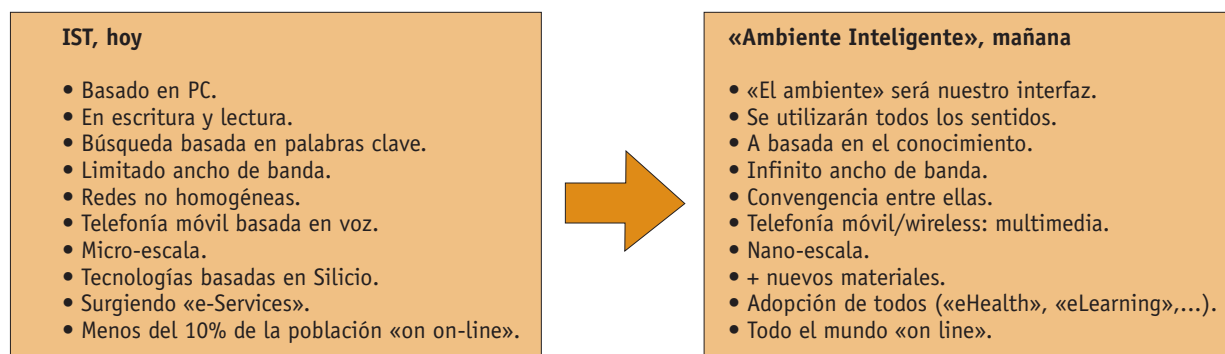 IST, hoy
• Basado en PC.
• En escritura y lectura.
• Búsqueda basada en palabras clave.
• Limitado ancho de banda.
• Redes no homogéneas.
• Telefonía móvil basada en voz.
• Micro-escala.
• Tecnologías basadas en Silicio.
• Surgiendo «e-Services».
• Menos del 10% de la población «on on-line».
«Ambiente Inteligente», mañana
• «El ambiente» será nuestro interfaz.
• Se utilizarán todos los sentidos.
• A basada en el conocimiento.
• Infinito ancho de banda.
• Convengencia entre ellas.
• Telefonía móvil/wireless: multimedia.
• Nano-escala.
• + nuevos materiales.
• Adopción de todos («eHealth», «eLearning»,...).
• Todo el mundo «on line».